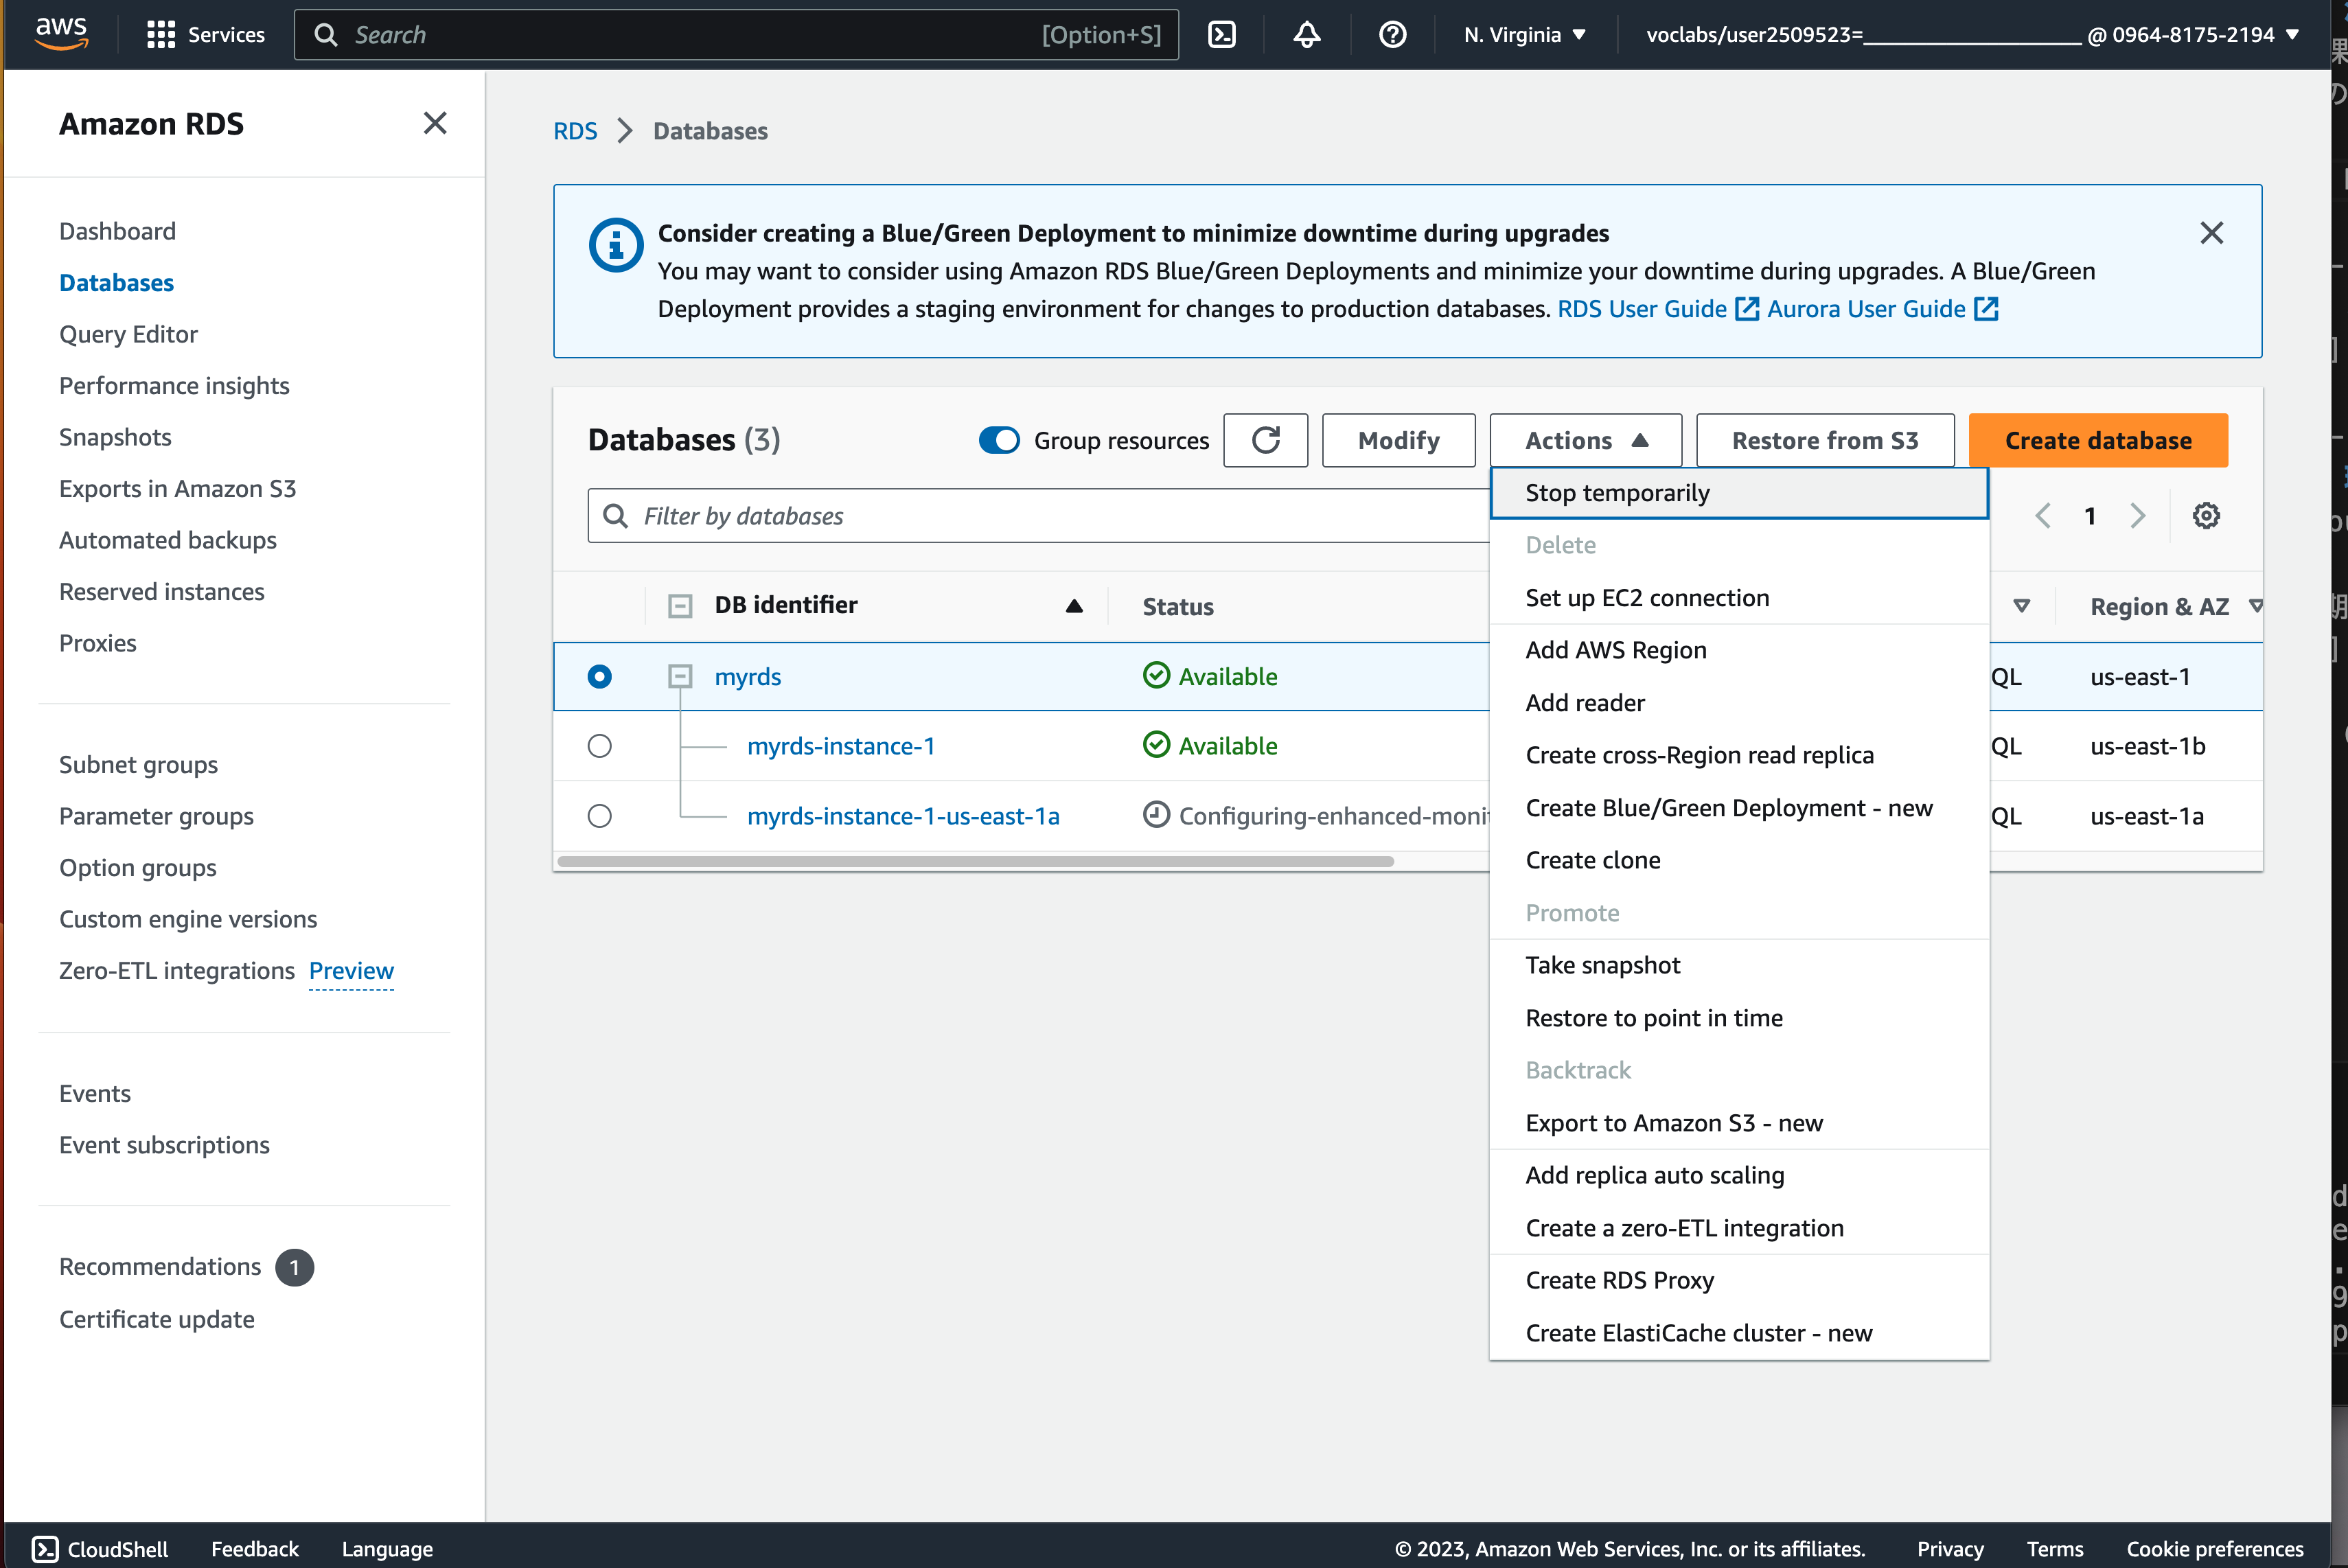 aws
Services
Search
[Option+S]
N. Virginia
voclabs/user2509523=____________________ @ 0964-8175-2194
Amazon RDS
Dashboard
Databases
Query Editor
Performance insights
Snapshots
Exports in Amazon S3
Automated backups
Reserved instances
Proxies
Subnet groups
Parameter groups
Option groups
Custom engine versions
Zero-ETL integrations Preview
Events
Event subscriptions
Recommendations 1
Certificate update
RDS
Databases
Consider creating a Blue/Green Deployment to minimize downtime during upgrades
You may want to consider using Amazon RDS Blue/Green Deployments and minimize your downtime during upgrades. A Blue/Green
Deployment provides a staging environment for changes to production databases. RDS User Guide Aurora User Guide
Databases (3)
Group resources
Modify
Actions
Restore from S3
Create database
Filter by databases
1
DB identifier
Status
Region & AZ
myrds
Available
QL
us-east-1
myrds-instance-1
Available
QL
us-east-1b
myrds-instance-1-us-east-1a
Configuring-enhanced-moni
QL
us-east-1a
Stop temporarily
Delete
Set up EC2 connection
Add AWS Region
Add reader
Create cross-Region read replica
Create Blue/Green Deployment - new
Create clone
Promote
Take snapshot
Restore to point in time
Backtrack
Export to Amazon S3 - new
Add replica auto scaling
Create a zero-ETL integration
Create RDS Proxy
Create ElastiCache cluster - new
CloudShell
Feedback
Language
© 2023, Amazon Web Services, Inc. or its affiliates.
Privacy
Terms
Cookie preferences